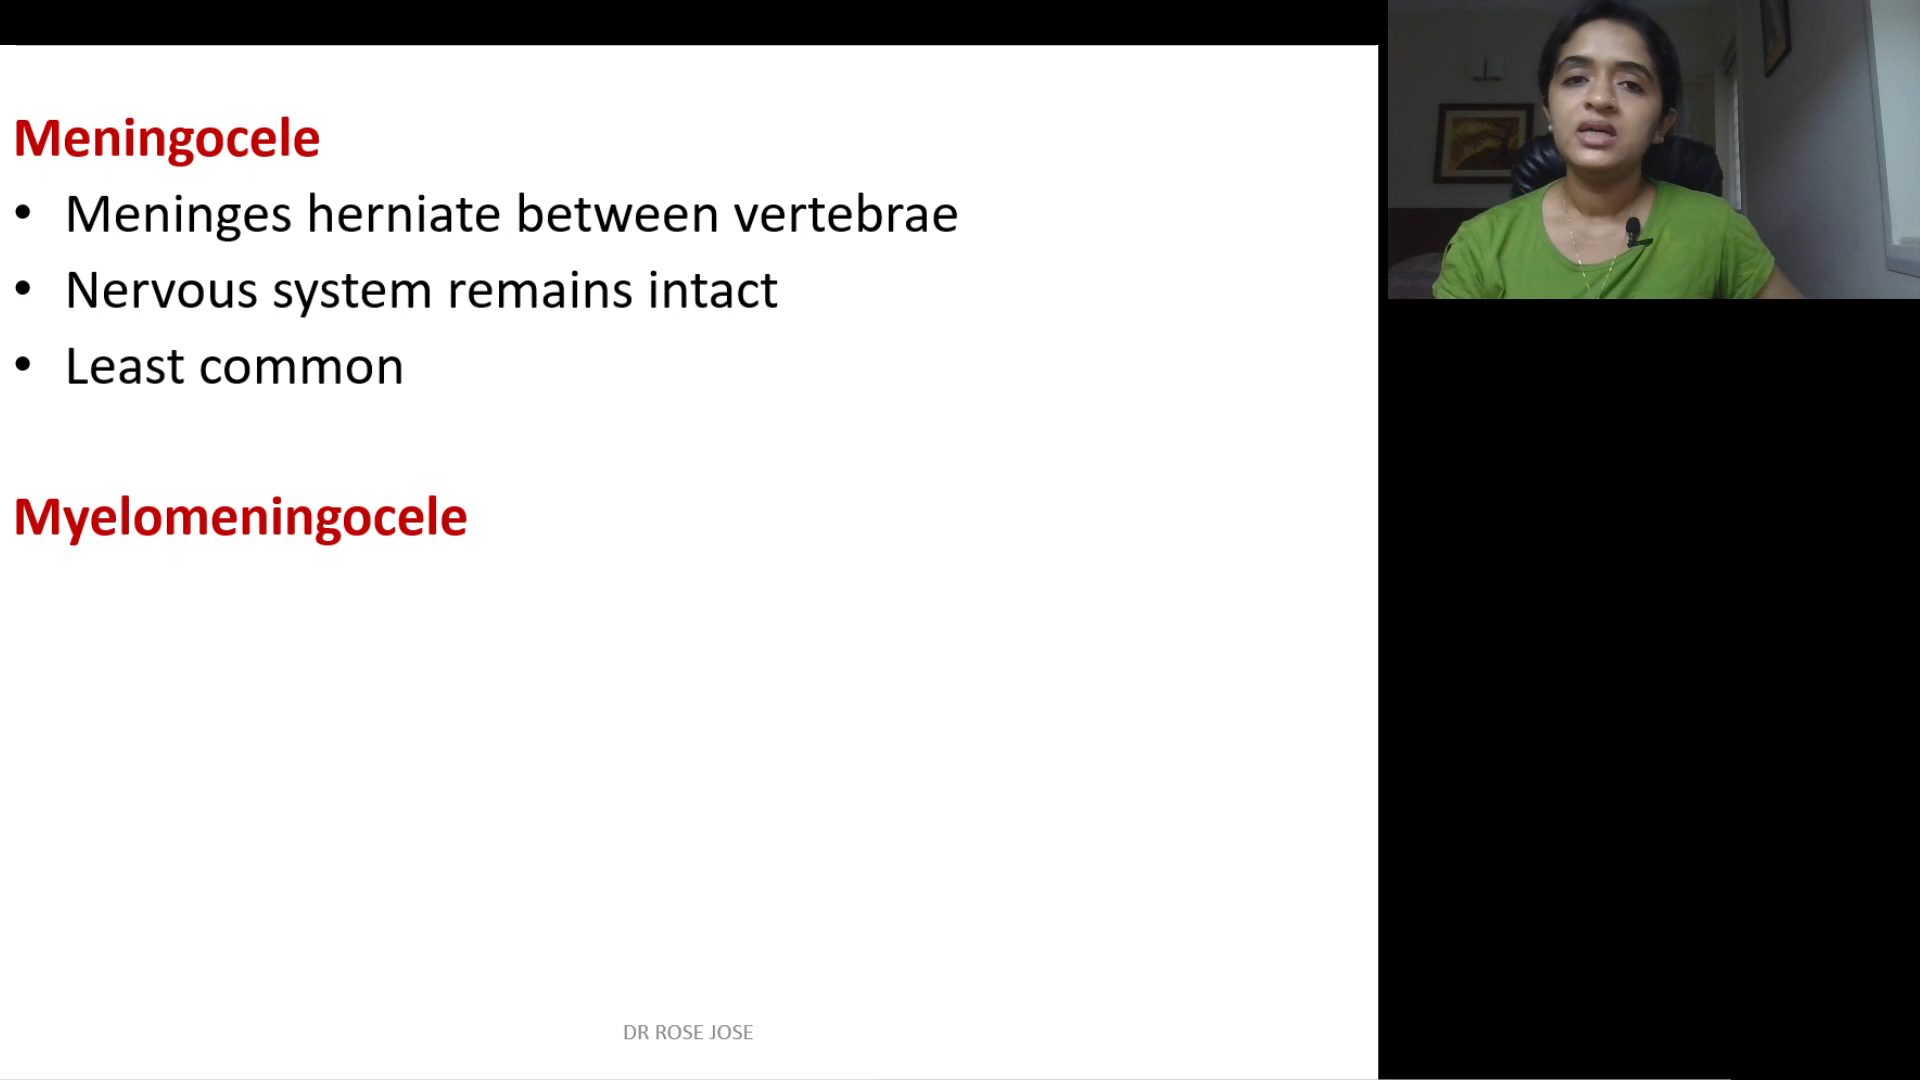 Meningocele
• Meninges herniate between vertebrae
• Nervous system remains intact
• Least common
Myelomeningocele
DR ROSE JOSE